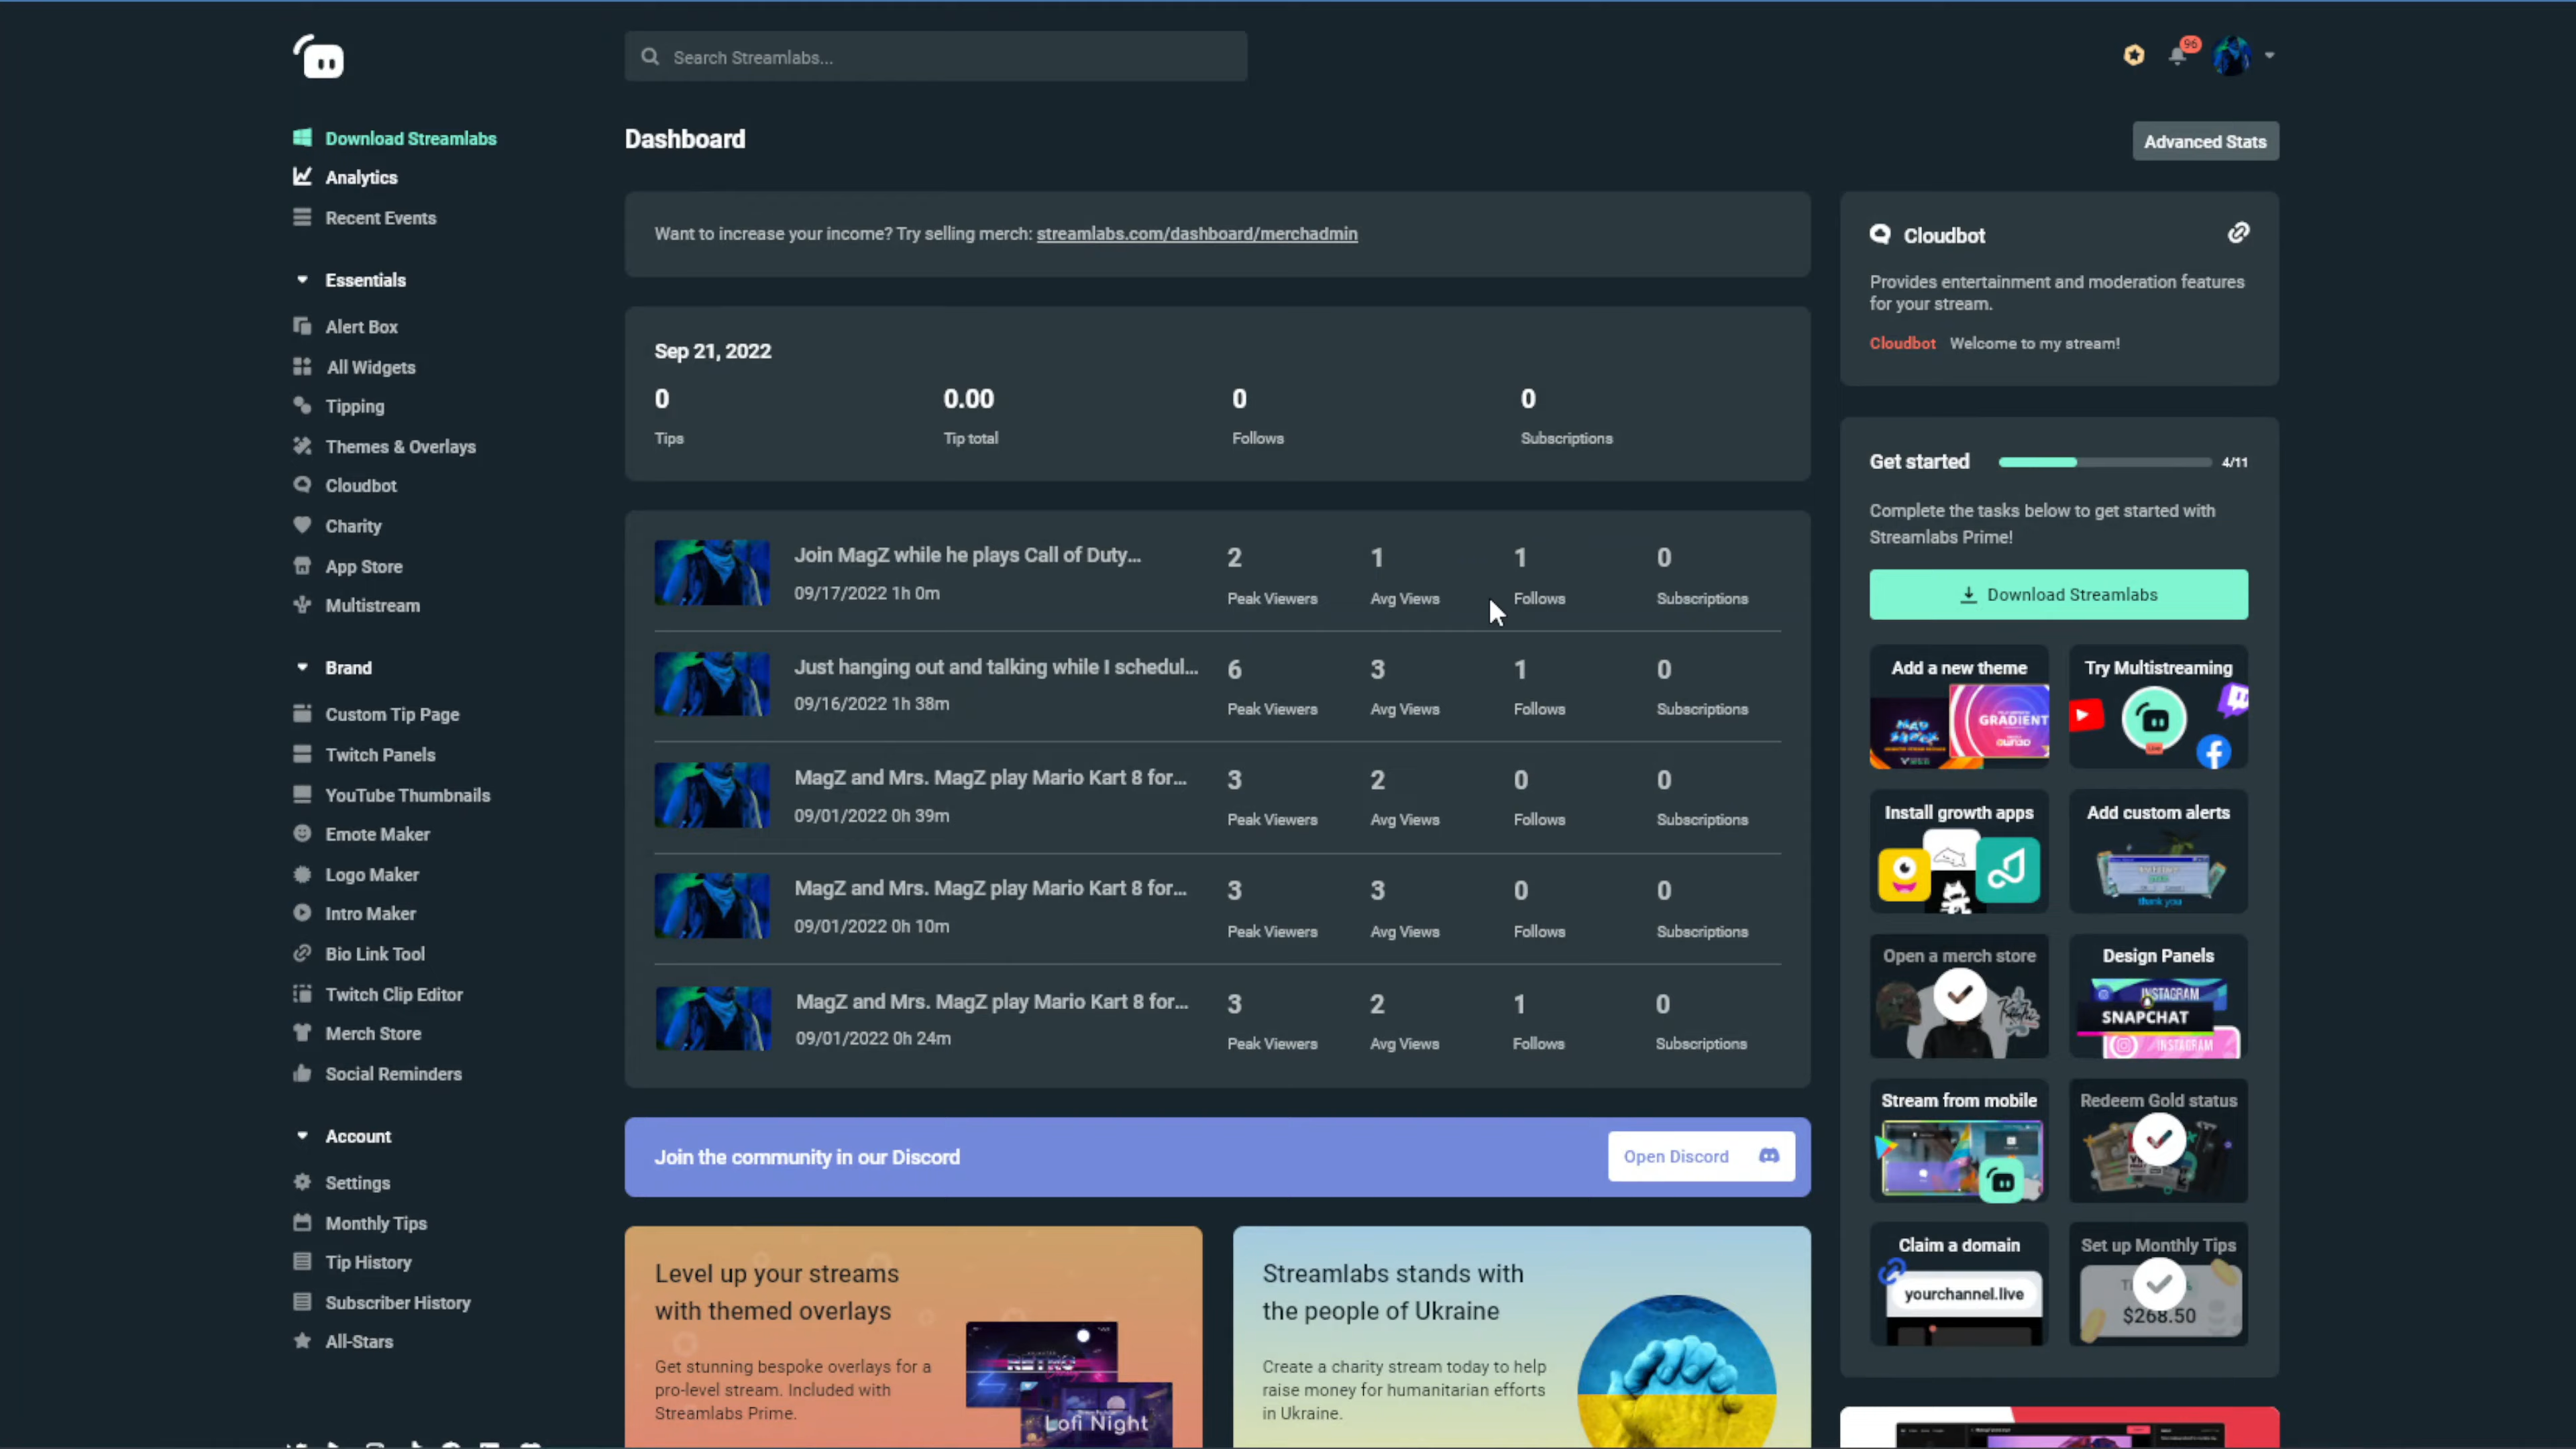 Search Streamlabs...
96
Download Streamlabs
Analytics
Recent Events
Essentials
Alert Box
All Widgets
Tipping
Themes & Overlays
Cloudbot
Charity
App Store
Multistream
Brand
Custom Tip Page
Twitch Panels
YouTube Thumbnails
Emote Maker
Logo Maker
Intro Maker
Bio Link Tool
Twitch Clip Editor
Merch Store
Social Reminders
Account
Settings
Monthly Tips
Tip History
Subscriber History
All-Stars
Dashboard
Advanced Stats
Want to increase your income? Try selling merch: streamlabs.com/dashboard/merchadmin
Sep 21, 2022
0 0.00 0 0
Tips Tip total Follows Subscriptions
Join MagZ while he plays Call of Duty... 2 1 1 0
09/17/2022 1h 0m Peak Viewers Avg Views Follows Subscriptions
Just hanging out and talking while I schedul... 6 3 1 0
09/16/2022 1h 38m Peak Viewers Avg Views Follows Subscriptions
MagZ and Mrs. MagZ play Mario Kart 8 for... 3 2 0 0
09/01/2022 0h 39m Peak Viewers Avg Views Follows Subscriptions
MagZ and Mrs. MagZ play Mario Kart 8 for... 3 3 0 0
09/01/2022 0h 10m Peak Viewers Avg Views Follows Subscriptions
MagZ and Mrs. MagZ play Mario Kart 8 for... 3 2 1 0
09/01/2022 0h 24m Peak Viewers Avg Views Follows Subscriptions
Join the community in our Discord
Open Discord
Level up your streams
with themed overlays
Get stunning bespoke overlays for a
pro-level stream. Included with
Streamlabs Prime.
RETRO
Lofi Night
Streamlabs stands with
the people of Ukraine
Create a charity stream today to help
raise money for humanitarian efforts
in Ukraine.
Cloudbot
Provides entertainment and moderation features
for your stream.
Cloudbot Welcome to my stream!
Get started 4/11
Complete the tasks below to get started with
Streamlabs Prime!
Download Streamlabs
Add a new theme
GRADIENT
OWN3D
Try Multistreaming
Install growth apps
Add custom alerts
thank you
Open a merch store
Design Panels
INSTAGRAM
SNAPCHAT
INSTAGRAM
Stream from mobile
Redeem Gold status
Claim a domain
yourchannel.live
Set up Monthly Tips
$268.50